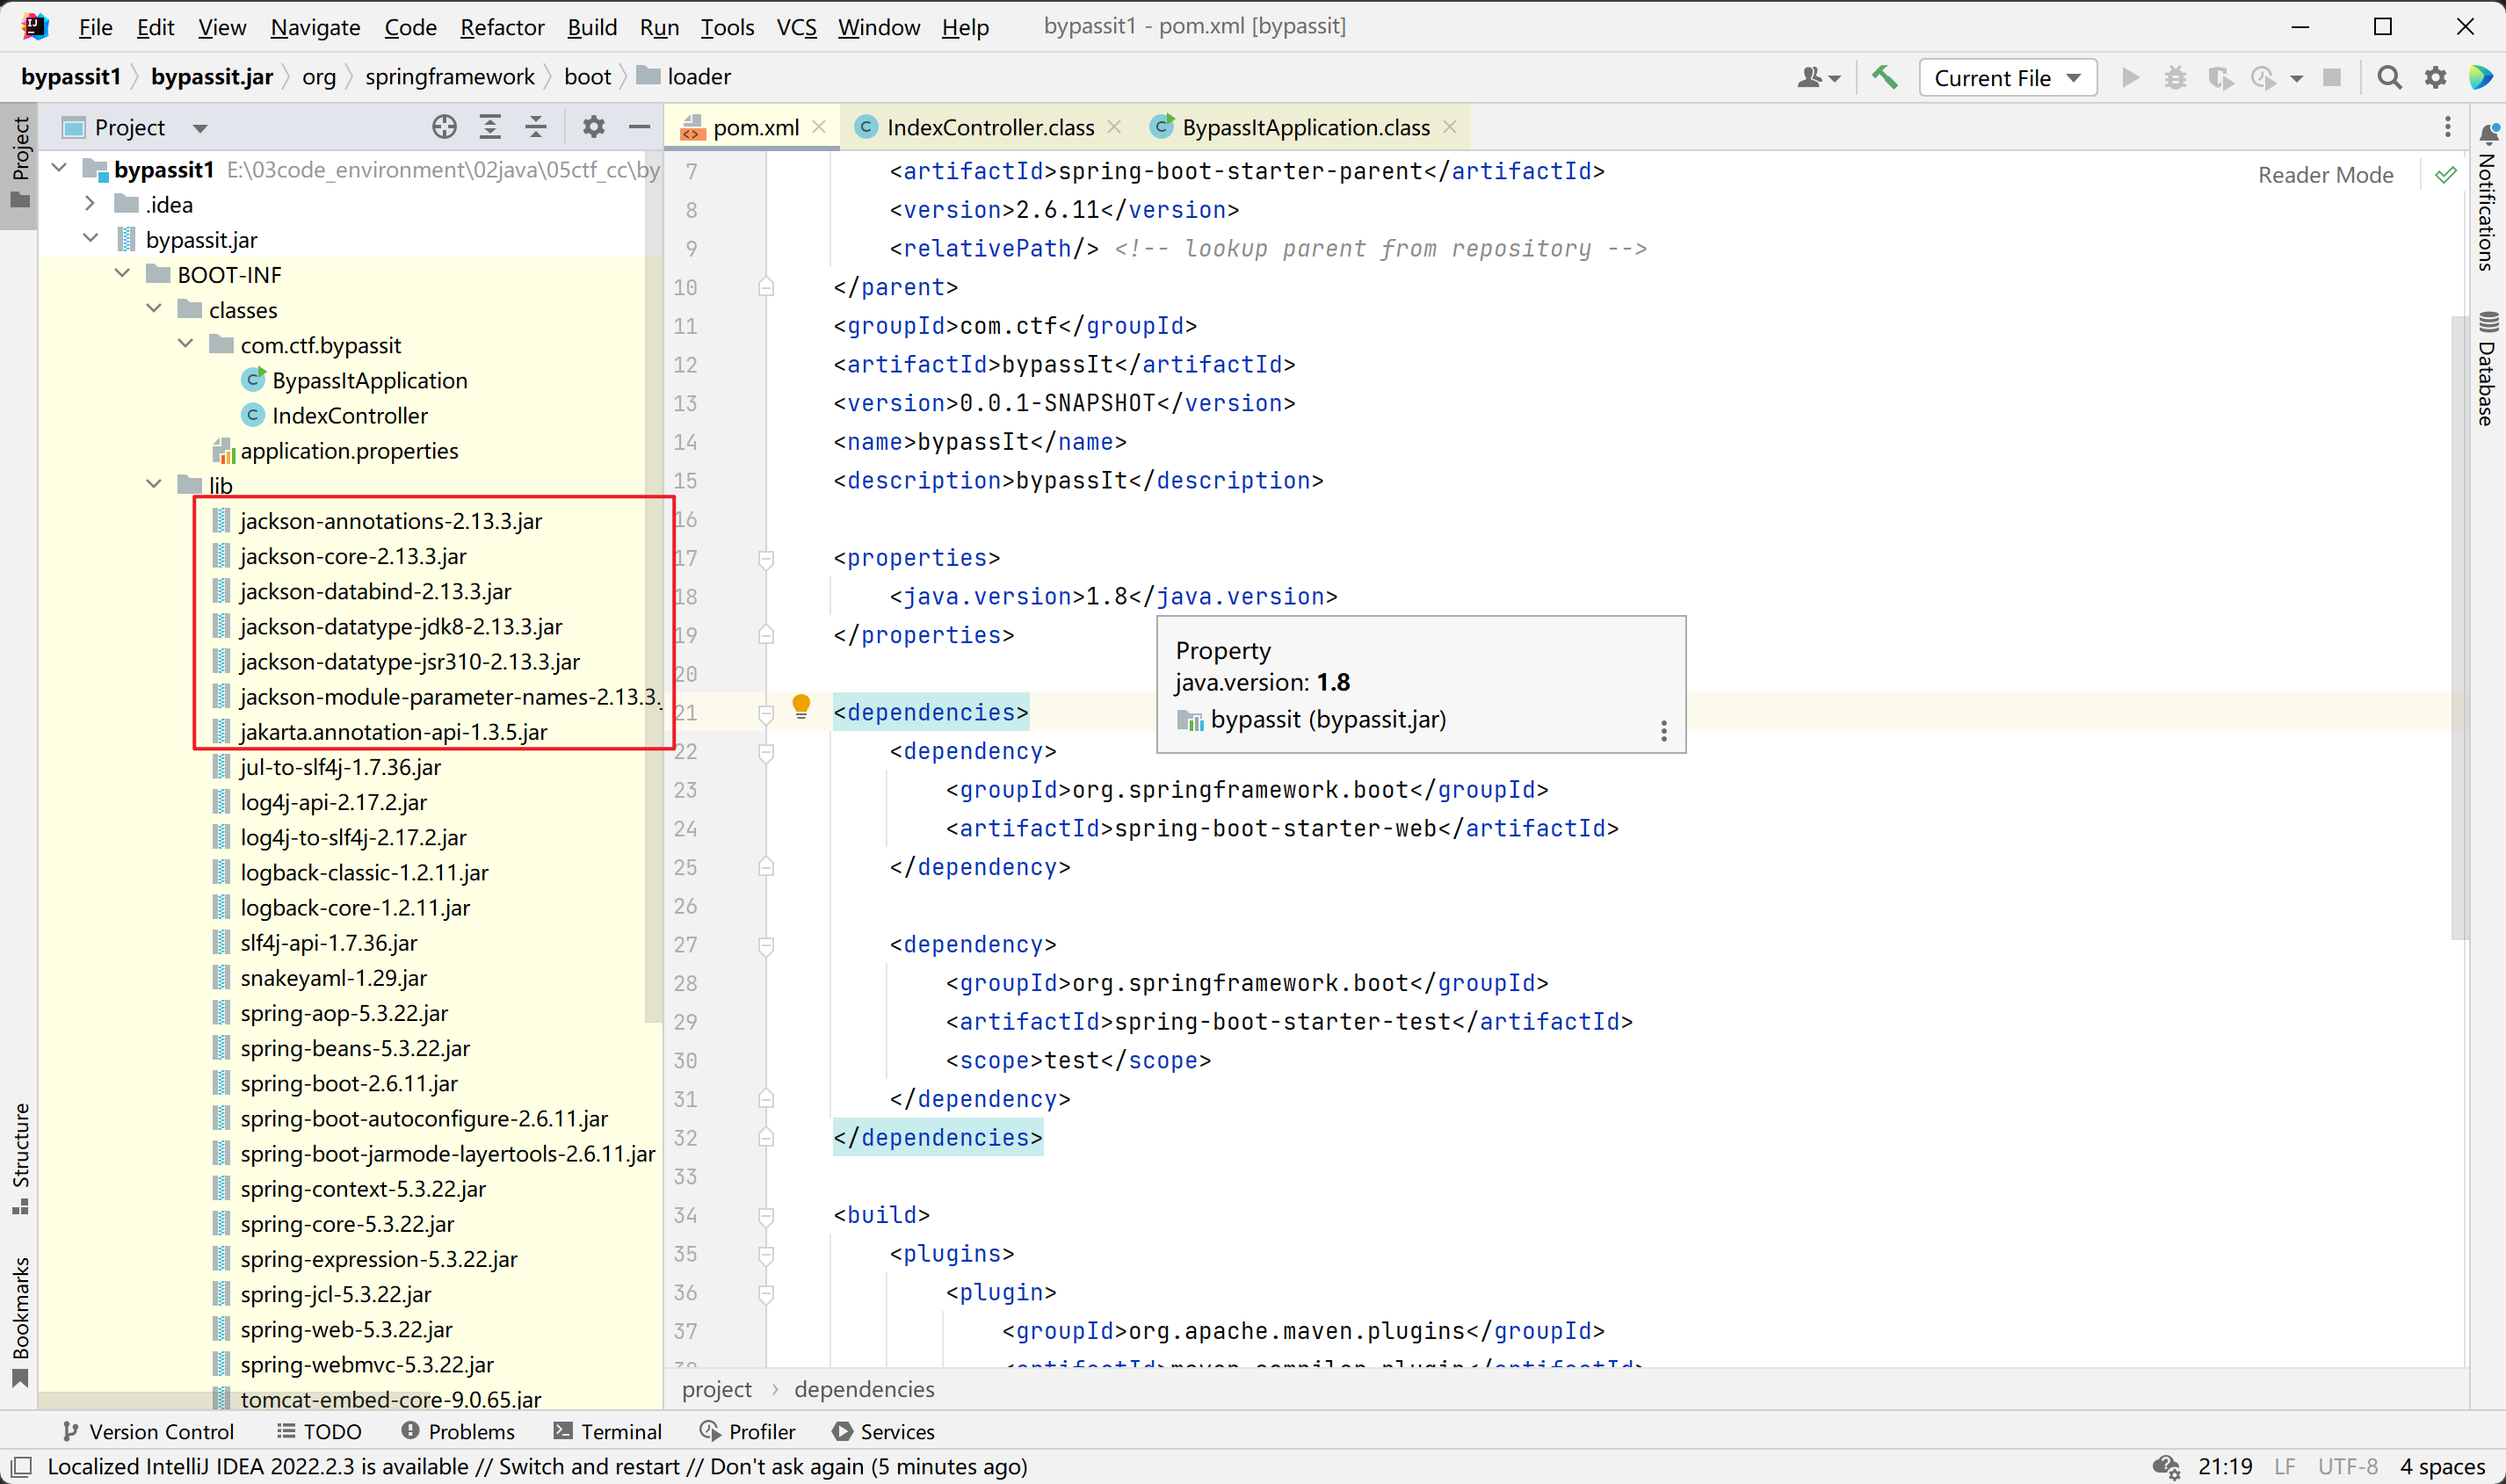 File Edit View Navigate Code Refactor Build Run Tools VCS Window Help bypassit1 - pom.xml [bypassit]
bypassit1 bypassit.jar org springframework boot loader Current File
Project
Project
pom.xml IndexController.class BypassItApplication.class
bypassit1 E:\03code_environment\02java\05ctf_cc\by
.idea
bypassit.jar
BOOT-INF
classes
com.ctf.bypassit
BypassItApplication
IndexController
application.properties
lib
jackson-annotations-2.13.3.jar
jackson-core-2.13.3.jar
jackson-databind-2.13.3.jar
jackson-datatype-jdk8-2.13.3.jar
jackson-datatype-jsr310-2.13.3.jar
jackson-module-parameter-names-2.13.3.
jakarta.annotation-api-1.3.5.jar
jul-to-slf4j-1.7.36.jar
log4j-api-2.17.2.jar
log4j-to-slf4j-2.17.2.jar
logback-classic-1.2.11.jar
logback-core-1.2.11.jar
slf4j-api-1.7.36.jar
snakeyaml-1.29.jar
spring-aop-5.3.22.jar
spring-beans-5.3.22.jar
spring-boot-2.6.11.jar
spring-boot-autoconfigure-2.6.11.jar
spring-boot-jarmode-layertools-2.6.11.jar
spring-context-5.3.22.jar
spring-core-5.3.22.jar
spring-expression-5.3.22.jar
spring-jcl-5.3.22.jar
spring-web-5.3.22.jar
spring-webmvc-5.3.22.jar
tomcat-embed-core-9.0.65.jar
Structure
Bookmarks
7 <artifactId>spring-boot-starter-parent</artifactId>
8 <version>2.6.11</version>
9 <relativePath/> <!-- lookup parent from repository -->
10 </parent>
11 <groupId>com.ctf</groupId>
12 <artifactId>bypassIt</artifactId>
13 <version>0.0.1-SNAPSHOT</version>
14 <name>bypassIt</name>
15 <description>bypassIt</description>
16
17 <properties>
18 <java.version>1.8</java.version>
19 </properties>
20
21 <dependencies>
22 <dependency>
23 <groupId>org.springframework.boot</groupId>
24 <artifactId>spring-boot-starter-web</artifactId>
25 </dependency>
26
27 <dependency>
28 <groupId>org.springframework.boot</groupId>
29 <artifactId>spring-boot-starter-test</artifactId>
30 <scope>test</scope>
31 </dependency>
32 </dependencies>
33
34 <build>
35 <plugins>
36 <plugin>
37 <groupId>org.apache.maven.plugins</groupId>
38 <artifactId>maven-compiler-plugin</artifactId>
Reader Mode
Property
java.version: 1.8
bypassit (bypassit.jar)
Notifications
Database
project dependencies
Version Control TODO Problems Terminal Profiler Services
Localized IntelliJ IDEA 2022.2.3 is available // Switch and restart // Don't ask again (5 minutes ago) 21:19 LF UTF-8 4 spaces